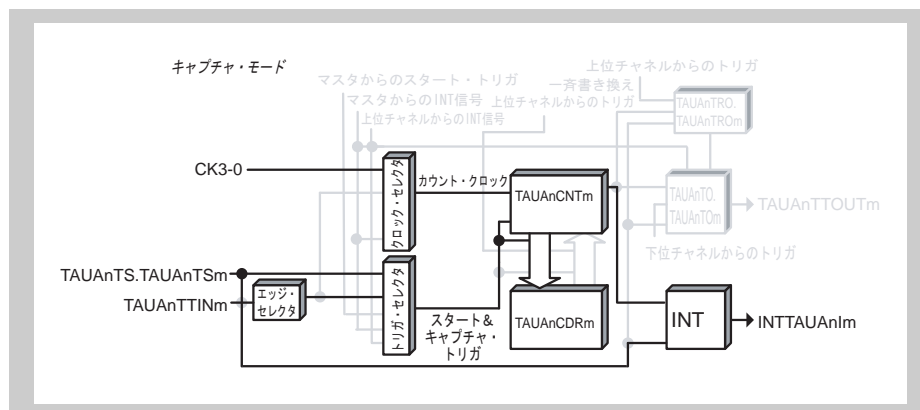 キャプチャ・モード
上位チャネルからのトリガ
マスタからのスタート・トリガ
一斉書き換え
マスタからのINT信号
上位チャネルからのトリガ
上位チャネルからのINT信号
TAUAnTRO.
TAUAnTROm
CK3-0
クロック・セレクタ
カウント・クロック
TAUAnCNTm
TAUAnTO.
TAUAnTOm
TAUAnTTOUTm
下位チャネルからのトリガ
TAUAnTS.TAUAnTSm
TAUAnTTINm
エッジ・
セレクタ
トリガ・セレクタ
スタート&
キャプチャ・
トリガ
TAUAnCDRm
INT
INTTAUAnIm